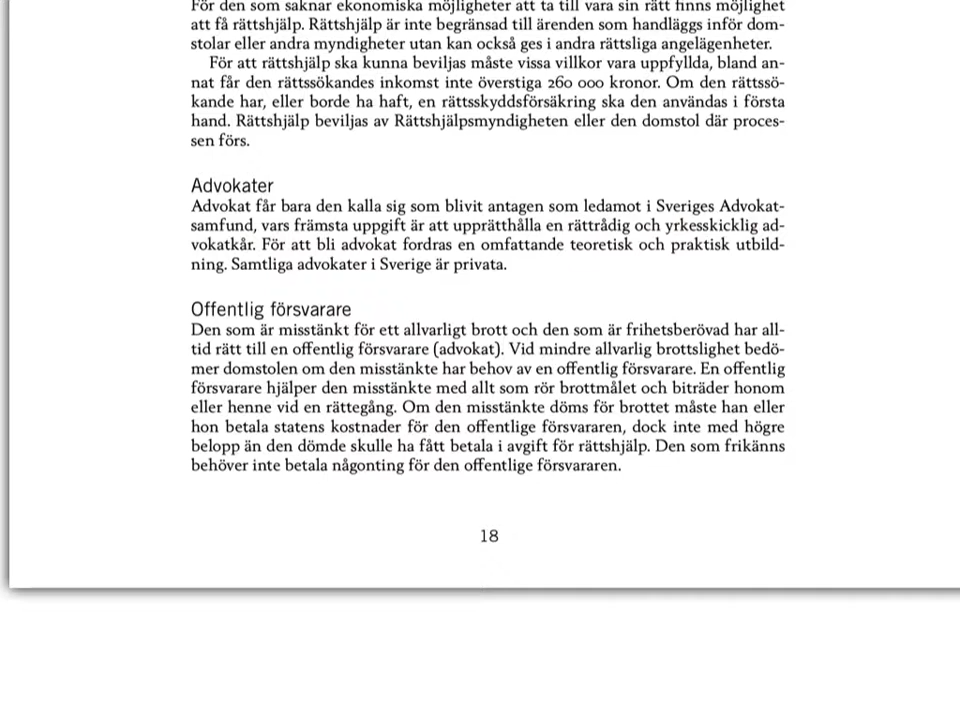 För den som saknar ekonomiska möjligheter att ta till vara sin rätt finns möjlighet
att få rättshjälp. Rättshjälp är inte begränsad till ärenden som handläggs inför dom-
stolar eller andra myndigheter utan kan också ges i andra rättsliga angelägenheter.
För att rättshjälp ska kunna beviljas måste vissa villkor vara uppfyllda, bland an-
nat får den rättssökandes inkomst inte överstiga 260 000 kronor. Om den rättssö-
kande har, eller borde ha haft, en rättsskyddsförsäkring ska den användas i första
hand. Rättshjälp beviljas av Rättshjälpsmyndigheten eller den domstol där proces-
sen förs.
Advokater
Advokat får bara den kalla sig som blivit antagen som ledamot i Sveriges Advokat-
samfund, vars främsta uppgift är att upprätthålla en rättrådig och yrkesskicklig ad-
vokatkår. För att bli advokat fordras en omfattande teoretisk och praktisk utbild-
ning. Samtliga advokater i Sverige är privata.
Offentlig försvarare
Den som är misstänkt för ett allvarligt brott och den som är frihetsberövad har all-
tid rätt till en offentlig försvarare (advokat). Vid mindre allvarlig brottslighet bedö-
mer domstolen om den misstänkte har behov av en offentlig försvarare. En offentlig
försvarare hjälper den misstänkte med allt som rör brottmålet och biträder honom
eller henne vid en rättegång. Om den misstänkte döms för brottet måste han eller
hon betala statens kostnader för den offentlige försvararen, dock inte med högre
belopp än den dömde skulle ha fått betala i avgift för rättshjälp. Den som frikänns
behöver inte betala någonting för den offentlige försvararen.
18